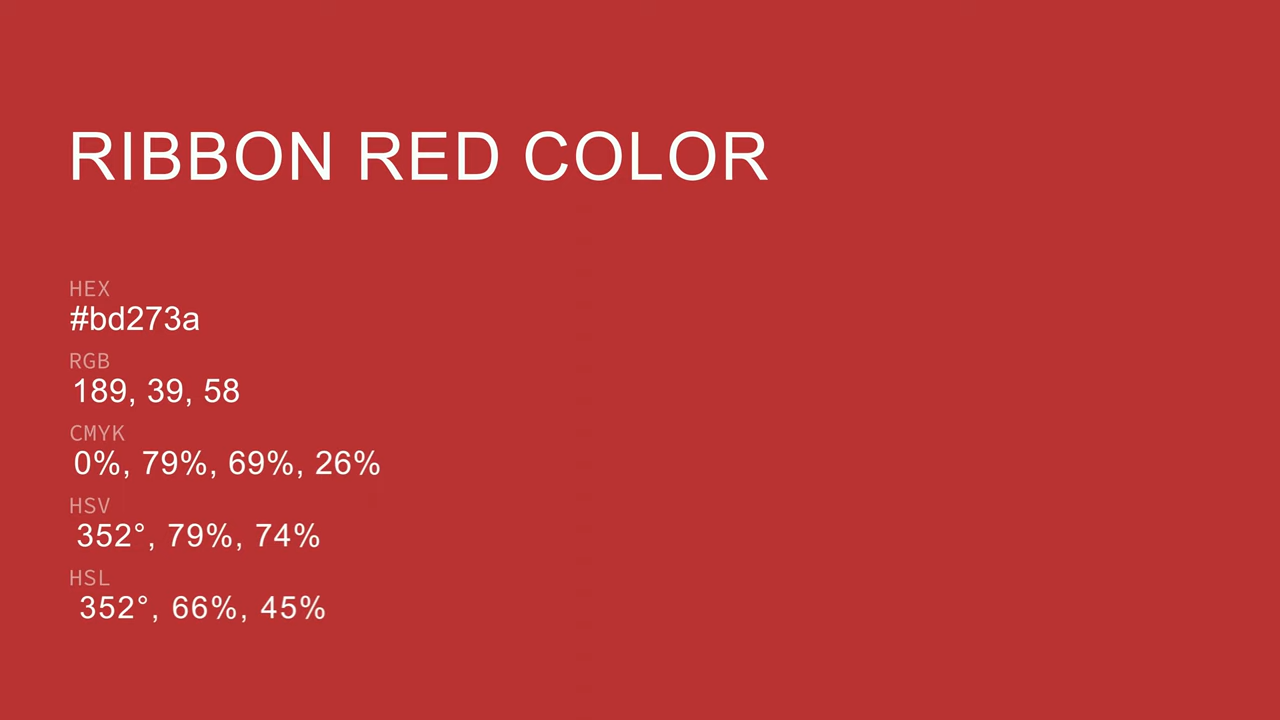 RIBBON RED COLOR
HEX
#bd273a
RGB
189, 39, 58
CMYK
0%, 79%, 69%, 26%
HSV
352°, 79%, 74%
HSL
352°, 66%, 45%